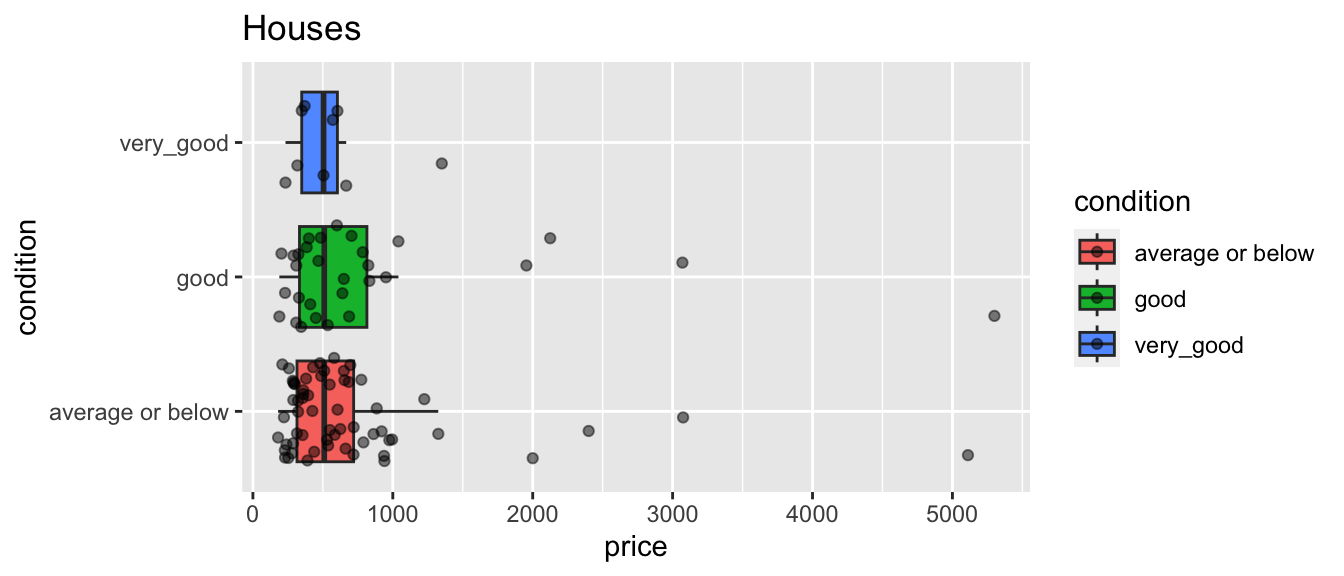 Houses
very_good
good
average or below
condition
0 1000 2000 3000 4000 5000
price
condition
average or below
good
very_good